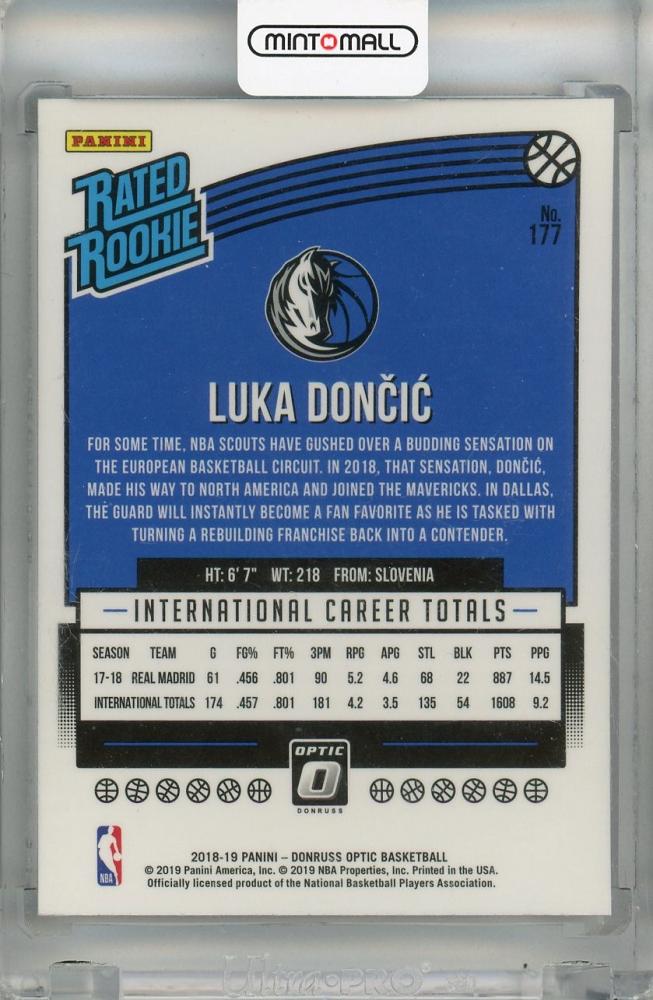 MINTMALL
PANINI
RATED
ROOKIE
No.
177
LUKA DONČIĆ
FOR SOME TIME, NBA SCOUTS HAVE GUSHED OVER A BUDDING SENSATION ON
THE EUROPEAN BASKETBALL CIRCUIT. IN 2018, THAT SENSATION, DONČIĆ,
MADE HIS WAY TO NORTH AMERICA AND JOINED THE MAVERICKS. IN DALLAS,
THE GUARD WILL INSTANTLY BECOME A FAN FAVORITE AS HE IS TASKED WITH
TURNING A REBUILDING FRANCHISE BACK INTO A CONTENDER.
HT: 6' 7" WT: 218 FROM: SLOVENIA
INTERNATIONAL CAREER TOTALS
SEASON TEAM G FG% FT% 3PM RPG APG STL BLK PTS PPG
17-18 REAL MADRID 61 .456 .801 90 5.2 4.6 68 22 887 14.5
INTERNATIONAL TOTALS 174 .457 .801 181 4.2 3.5 135 54 1608 9.2
OPTIC
O
DONRUSS
NBA
2018-19 PANINI – DONRUSS OPTIC BASKETBALL
© 2019 Panini America, Inc. © 2019 NBA Properties, Inc. Printed in the USA.
Officially licensed product of the National Basketball Players Association.
Ultra·PRO